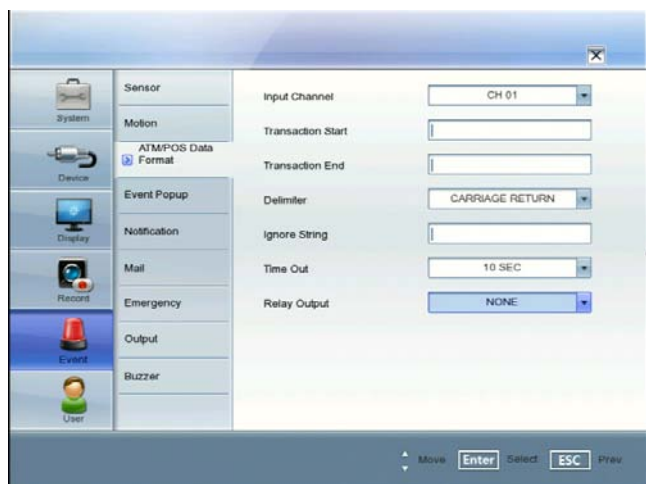 System
Device
Display
Record
Event
User
Sensor
Motion
ATM/POS Data
Format
Event Popup
Notification
Mail
Emergency
Output
Buzzer
Input Channel CH 01
Transaction Start
Transaction End
Delimiter CARRIAGE RETURN
Ignore String
Time Out 10 SEC
Relay Output NONE
Move Enter Select ESC Prev